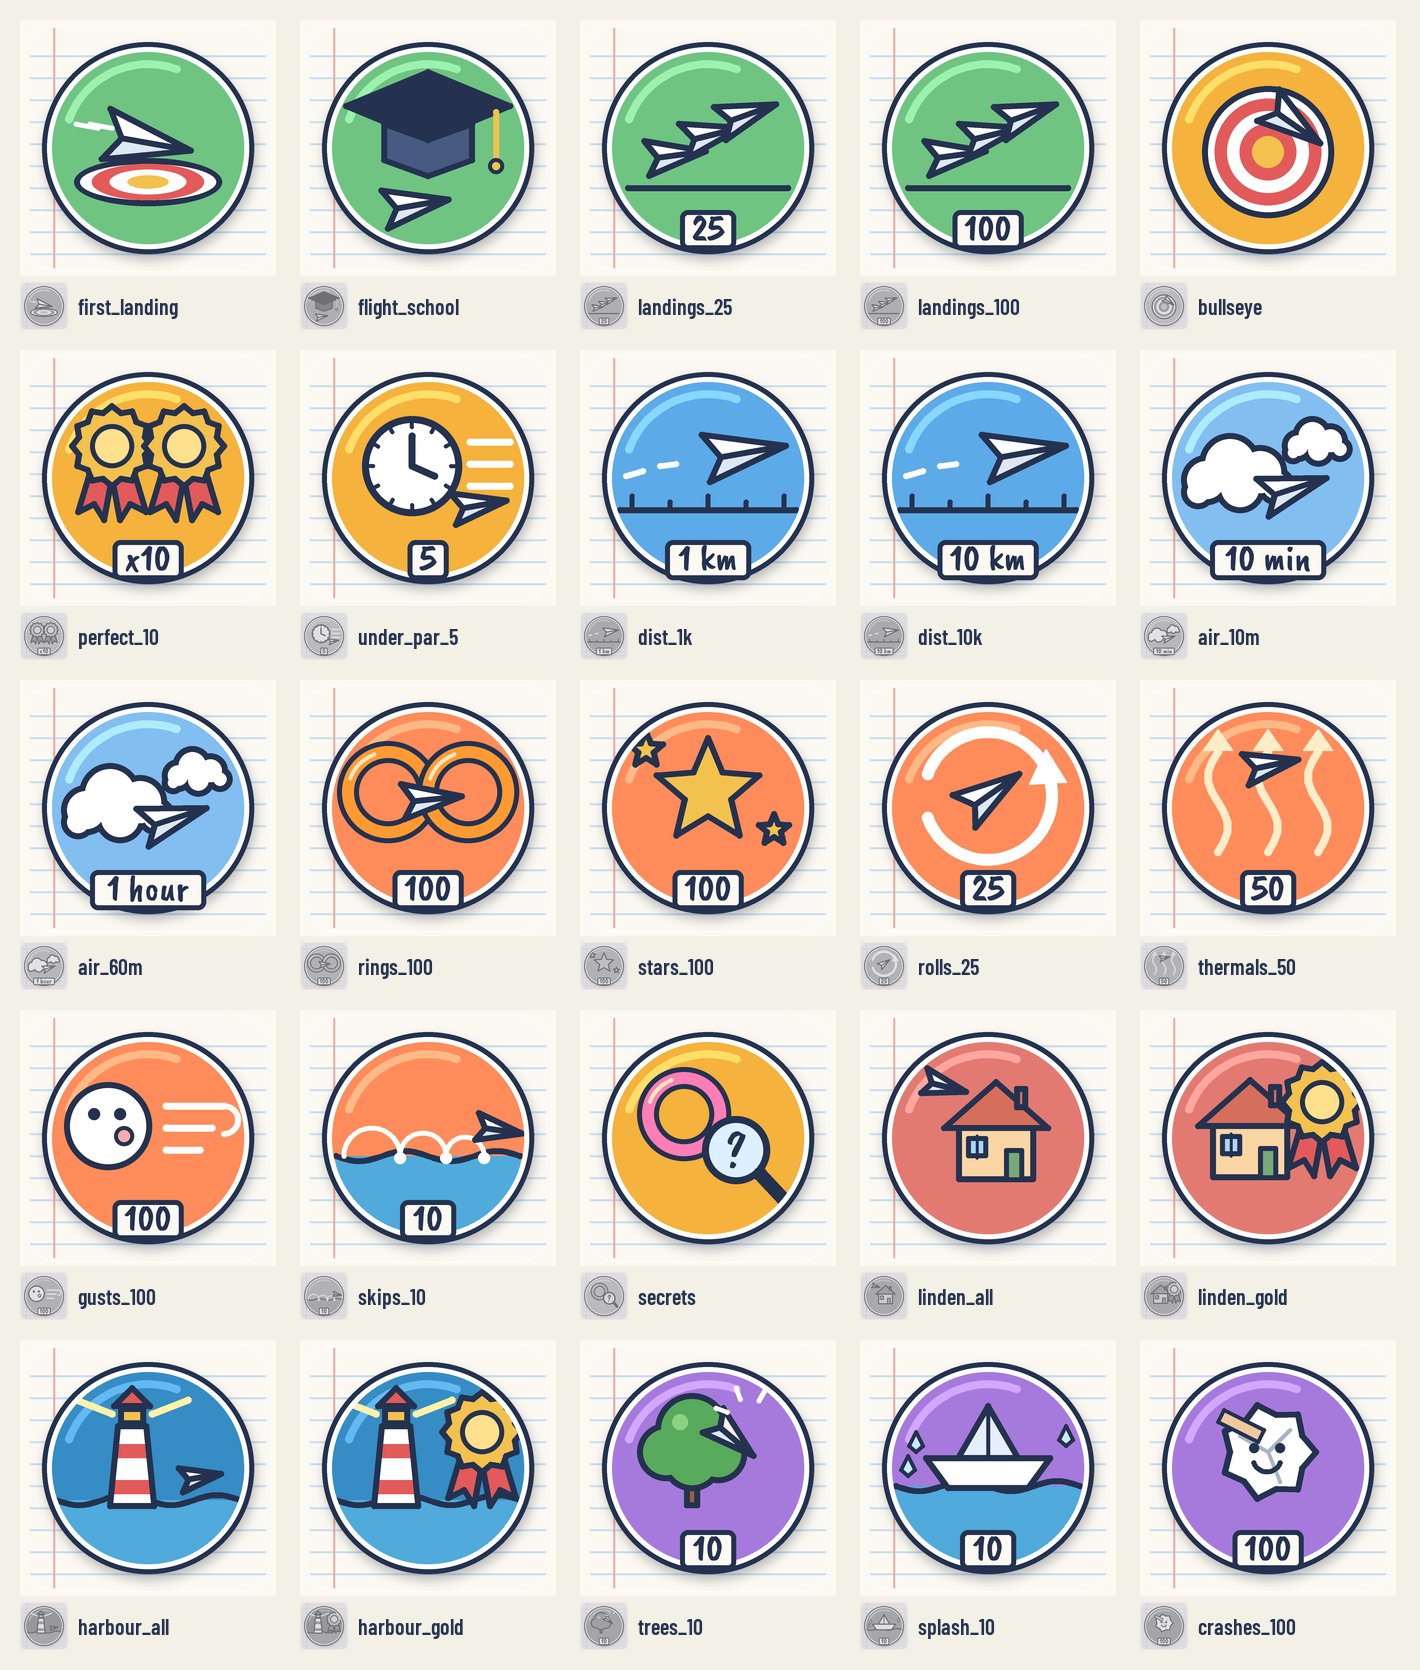 25
100
first_landing
flight_school
landings_25
landings_100
bullseye
x10
5
1 km
10 km
10 min
perfect_10
under_par_5
dist_1k
dist_10k
air_10m
1 hour
100
100
25
50
air_60m
rings_100
stars_100
rolls_25
thermals_50
100
10
?
gusts_100
skips_10
secrets
linden_all
linden_gold
10
10
100
harbour_all
harbour_gold
trees_10
splash_10
crashes_100